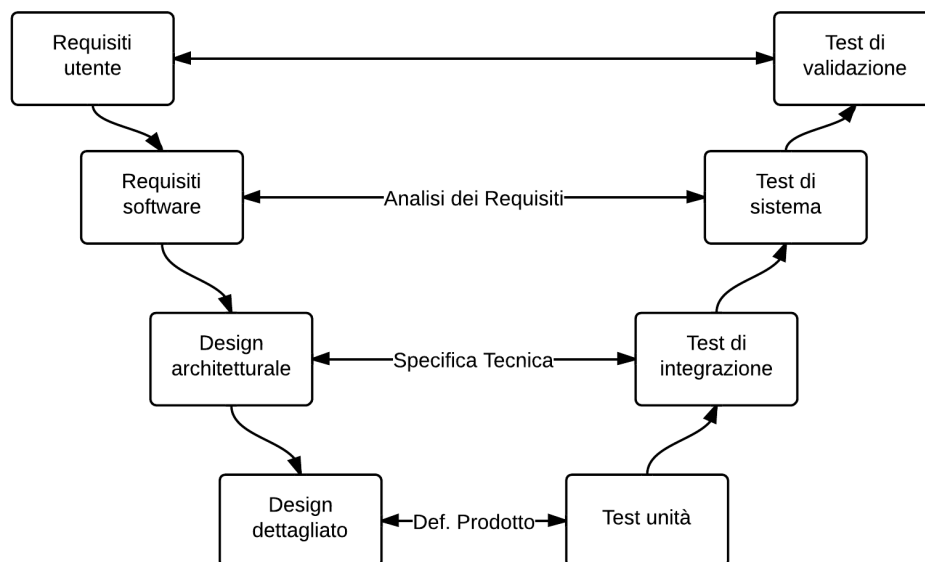 Requisiti
utente
Test di
validazione
Requisiti
software
Analisi dei Requisiti
Test di
sistema
Design
architetturale
Specifica Tecnica
Test di
integrazione
Design
dettagliato
Def. Prodotto
Test unità